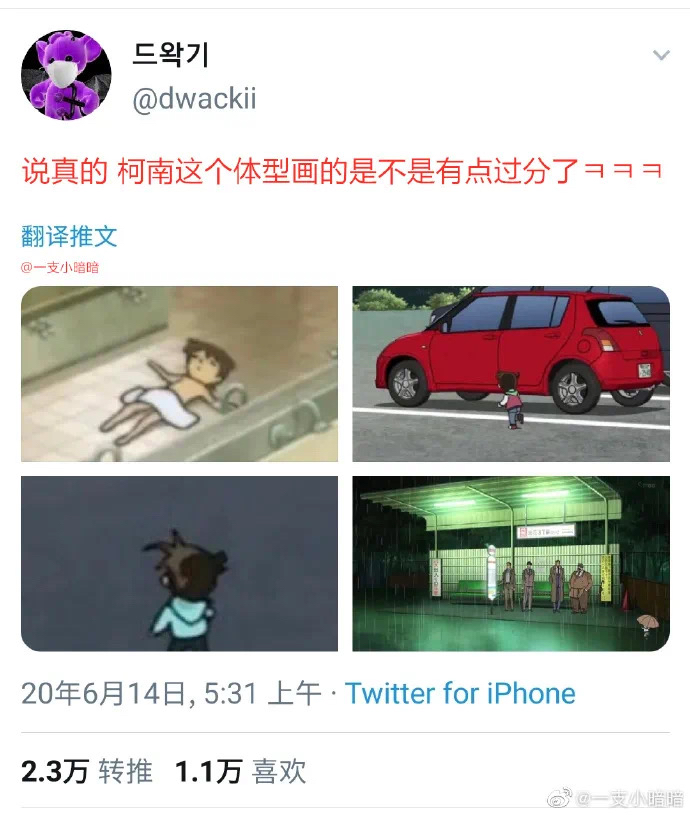 드왁기
@dwackii
说真的 柯南这个体型画的是不是有点过分了ㅋㅋㅋ
翻译推文
@一支小暗暗
20年6月14日, 5:31 上午 · Twitter for iPhone
2.3万 转推 1.1万 喜欢
@一支小暗暗